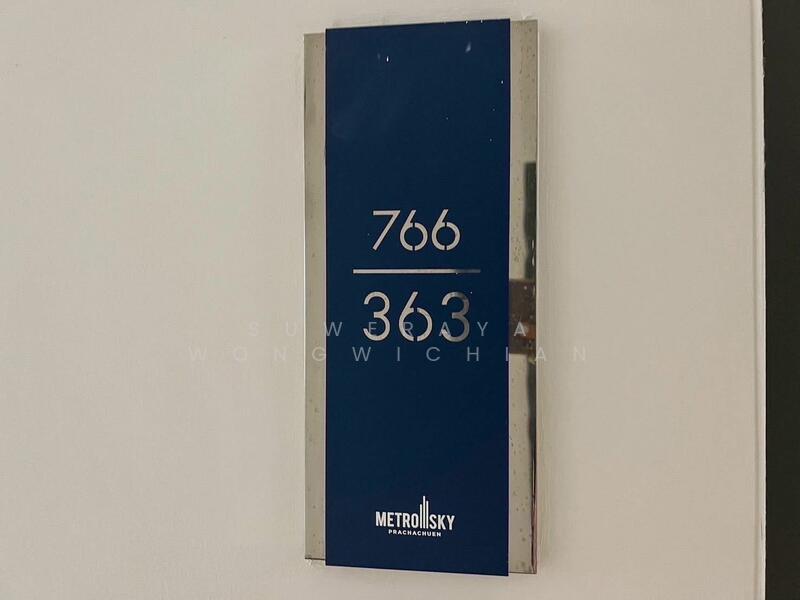 766
363
SUWERAYA
WONGWICHIAN
METRO SKY
PRACHACHUEN